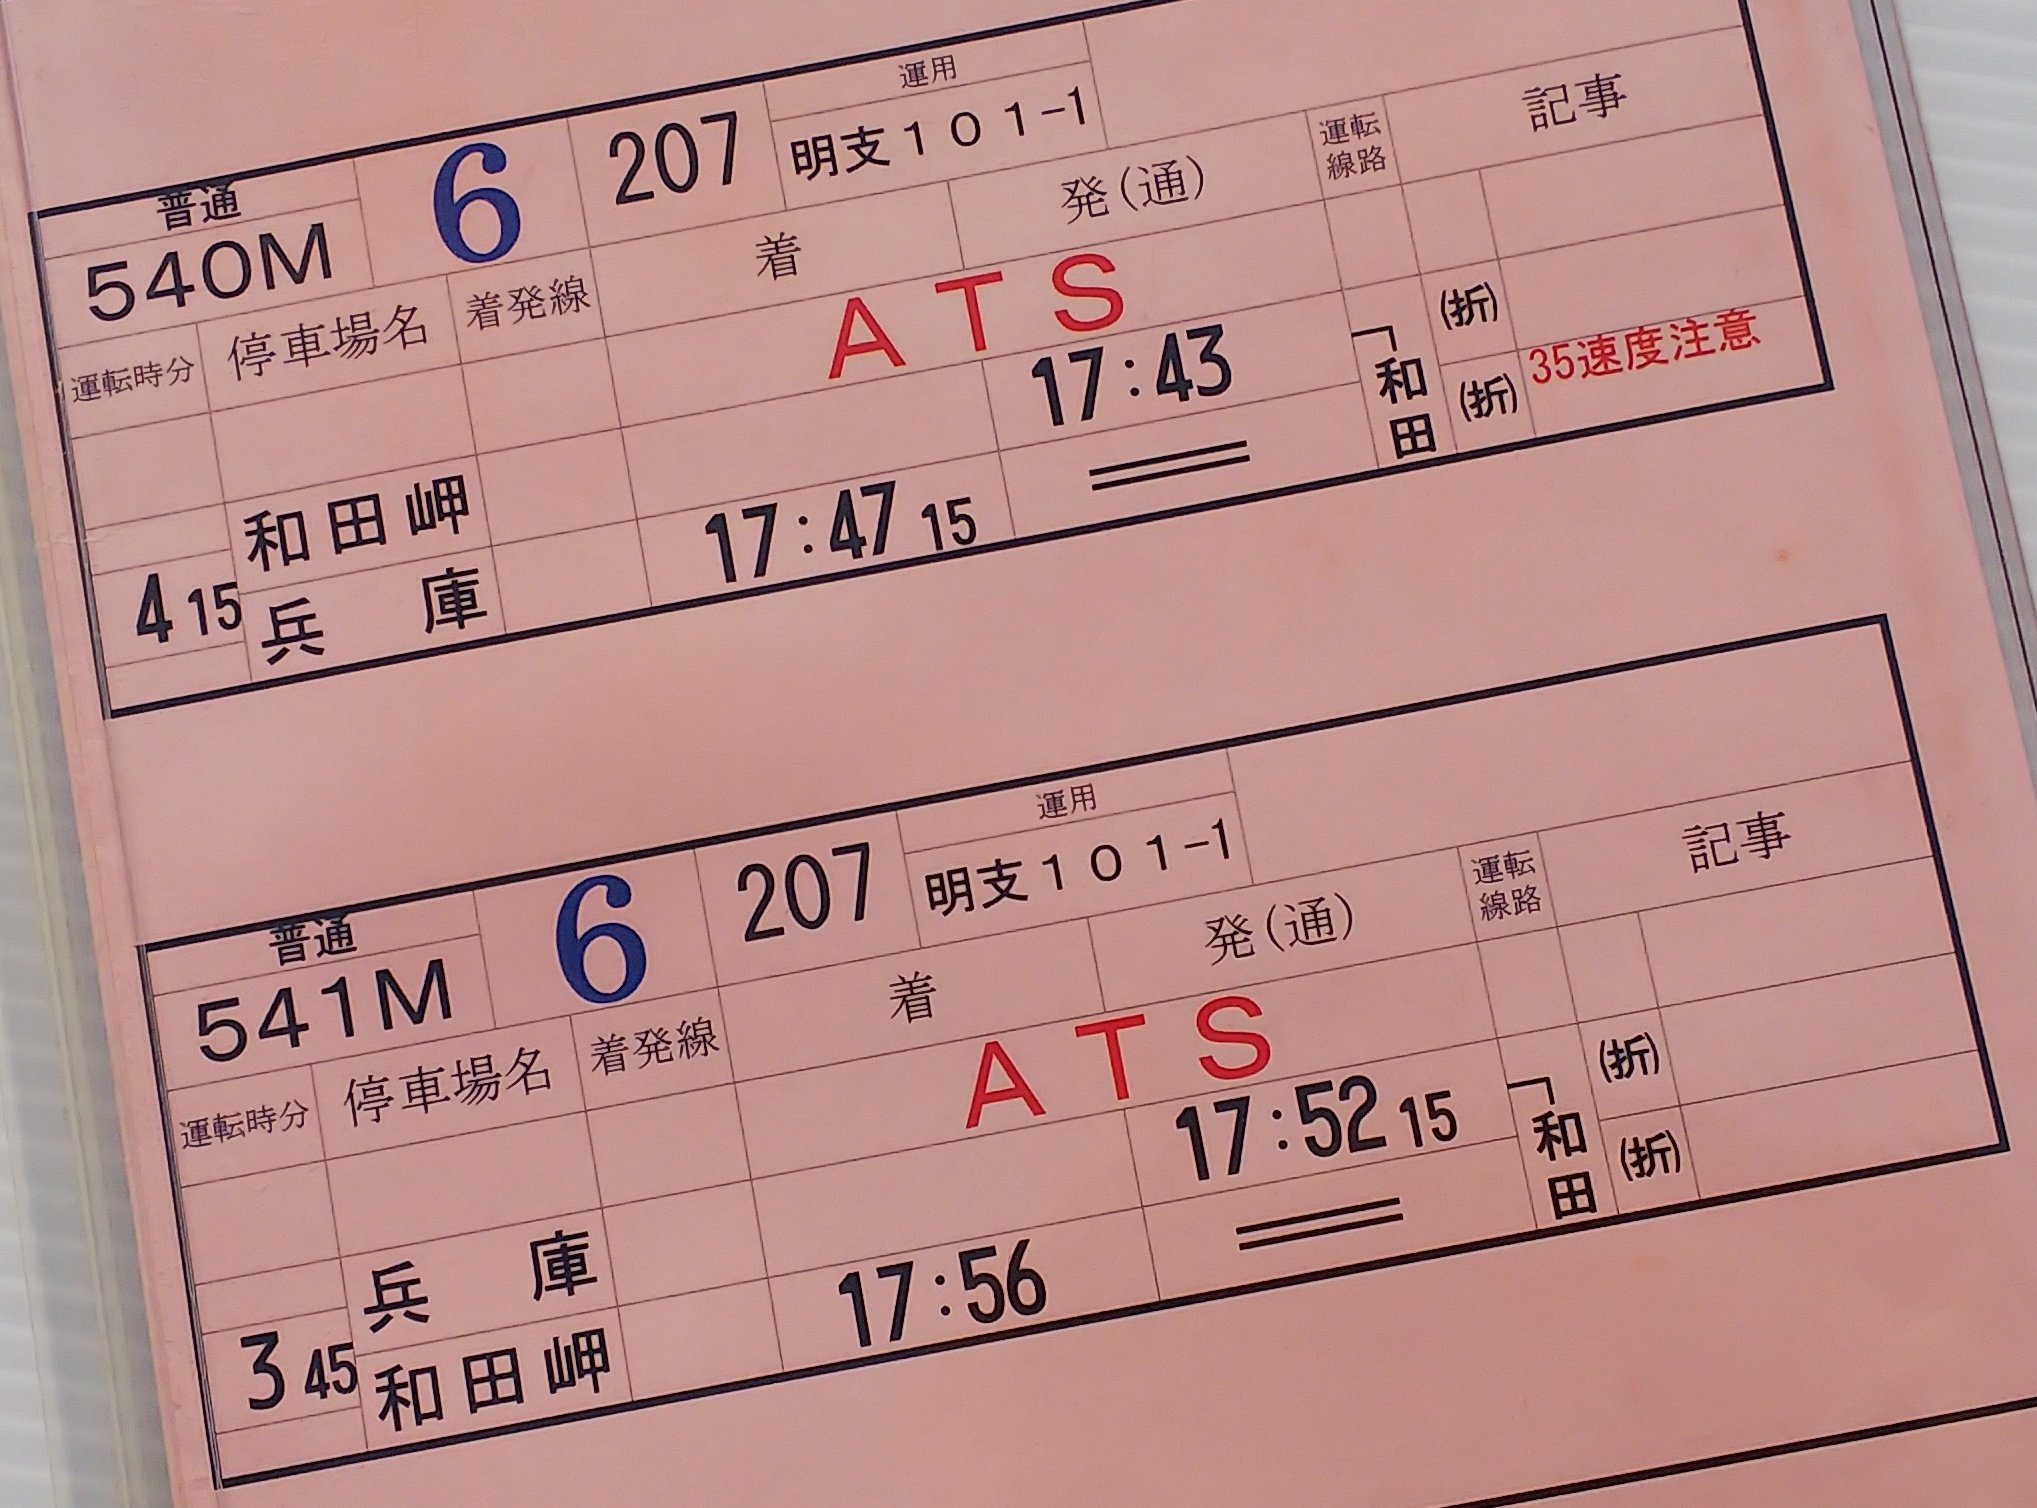 普通 6 207 運用
540M 明支101-1
運転時分 停車場名 着発線 着 発(通) 運転線路 記事
ATS
和田岬 17:43 (折)
4 15 兵庫 17:47 15 和田 (折) 35速度注意
普通 6 207 運用
541M 明支101-1
運転時分 停車場名 着発線 着 発(通) 運転線路 記事
ATS
兵庫 17:52 15 (折)
3 45 和田岬 17:56 和田 (折)